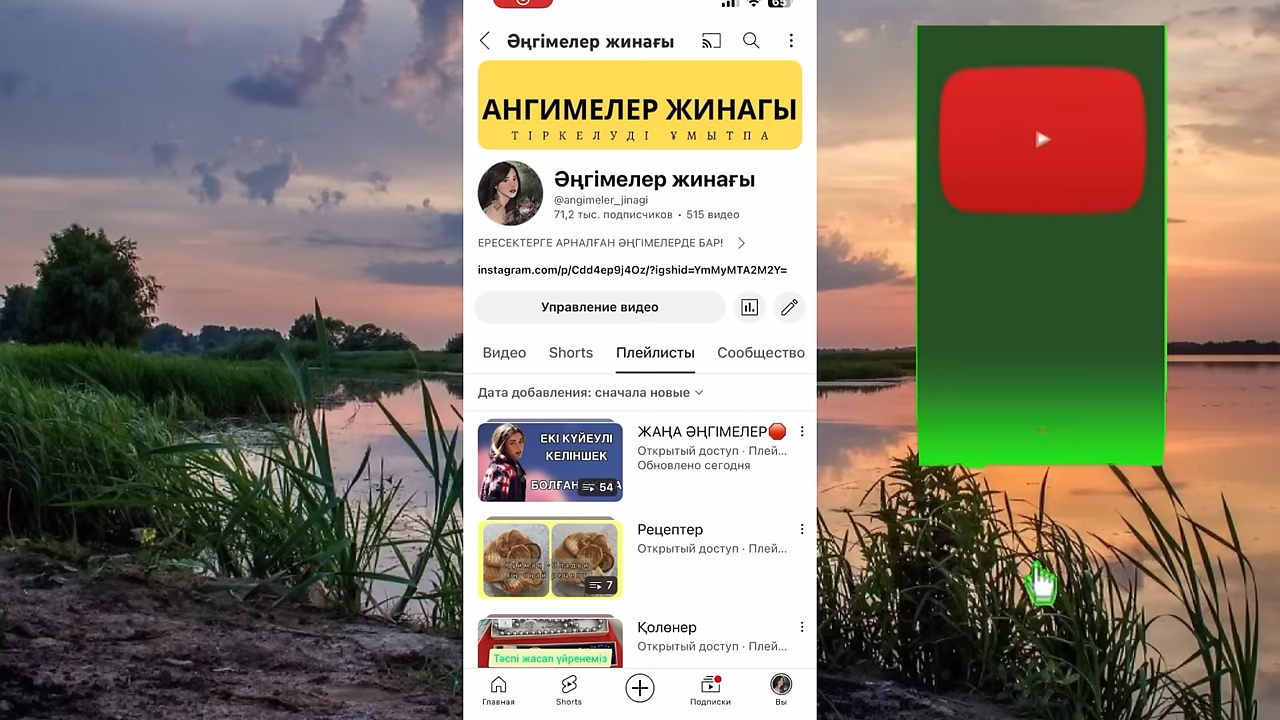 65
Әңгімелер жинағы
АНГИМЕЛЕР ЖИНАГЫ
ТІРКЕЛУДІ ҰМЫТПА
Әңгімелер жинағы
@angimeler_jinagi
71,2 тыс. подписчиков • 515 видео
ЕРЕСЕКТЕРГЕ АРНАЛҒАН ӘҢГІМЕЛЕРДЕ БАР!
instagram.com/p/Cdd4ep9j4Oz/?igshid=YmMyMTA2M2Y=
Управление видео
Видео Shorts Плейлисты Сообщество
Дата добавления: сначала новые
ЕКІ КҮЙЕУЛІ
КЕЛІНШЕК
54
ЖАҢА ӘҢГІМЕЛЕР
Открытый доступ · Плей...
Обновлено сегодня
7
Рецептер
Открытый доступ · Плей...
Тәспі жасап үйренеміз
Қолөнер
Открытый доступ · Плей...
Главная Shorts Подписки Вы